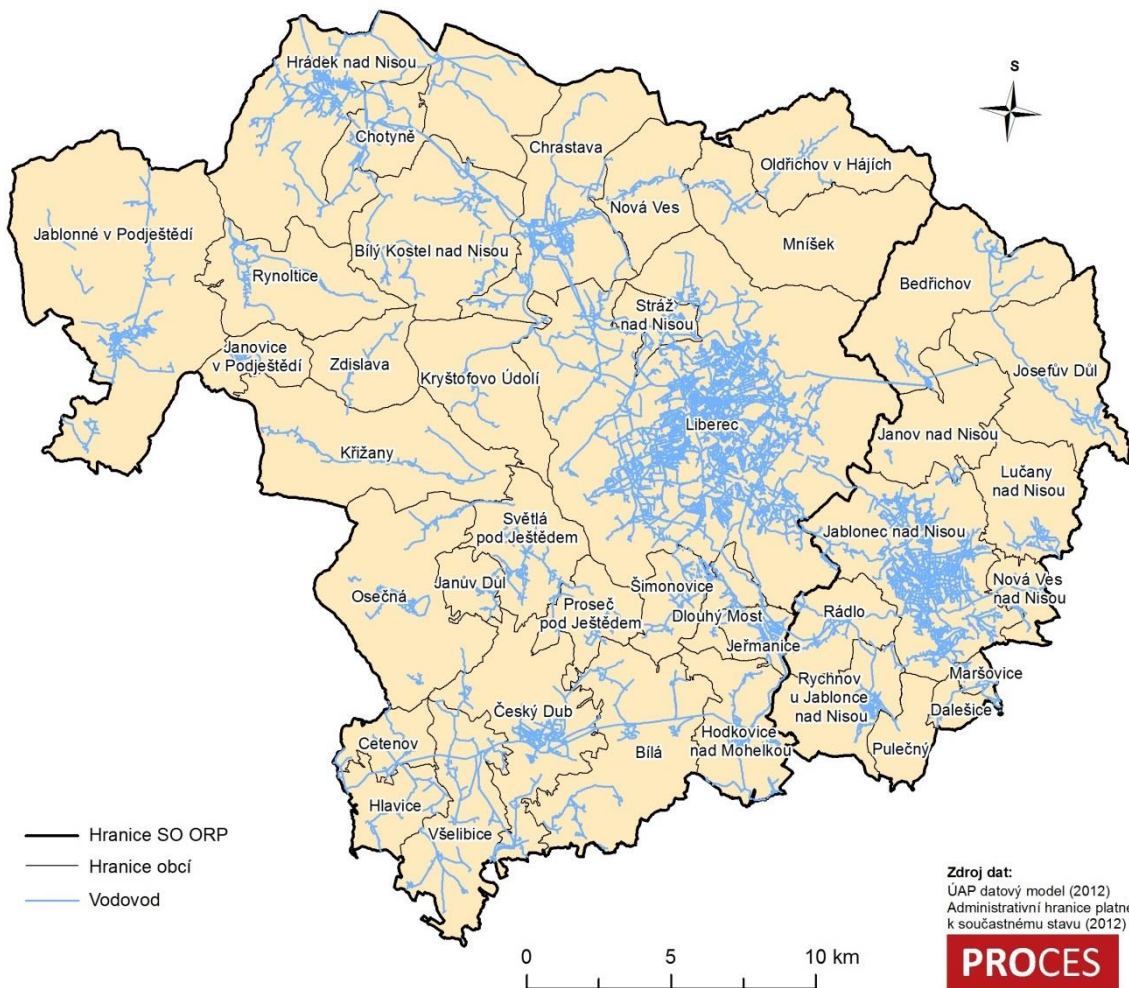 Hrádek nad Nisou
S
Chotyně
Chrastava
Oldřichov v Hájích
Nová Ves
Jablonné v Podještědí
Bílý Kostel nad Nisou
Mníšek
Rynoltice
Bedřichov
Stráž
nad Nisou
Janovice
v Podještědí
Zdislava
Kryštofovo Údolí
Josefův Důl
Liberec
Janov nad Nisou
Křižany
Lučany
nad Nisou
Světlá
pod Ještědem
Jablonec nad Nisou
Osečná
Janův Důl
Šimonovice
Nová Ves
nad Nisou
Proseč
pod Ještědem
Dlouhý Most
Rádlo
Jeřmanice
Maršovice
Rychnov
u Jablonce
nad Nisou
Dalešice
Český Dub
Hodkovice
nad Mohelkou
Cetenov
Bílá
Pulečný
Hlavice
Všelibice
Hranice SO ORP
Hranice obcí
Vodovod
0 5 10 km
Zdroj dat:
ÚAP datový model (2012)
Administrativní hranice platne
k součastnému stavu (2012)
PROCES